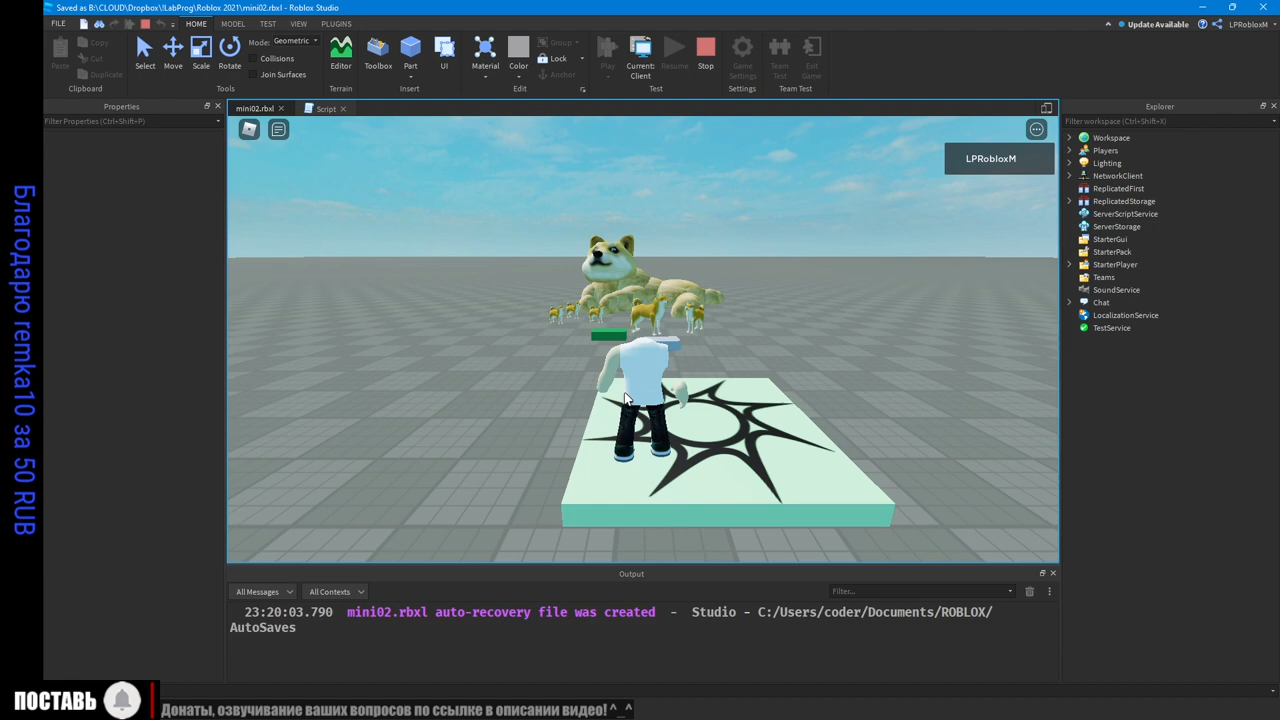 Saved as B:\CLOUD\Dropbox\!LabProg\Roblox 2021\mini02.rbxl - Roblox Studio
FILE
HOME
MODEL
TEST
VIEW
PLUGINS
Update Available
LPRobloxM
Paste
Copy
Cut
Duplicate
Clipboard
Select
Move
Scale
Rotate
Mode: Geometric
Collisions
Join Surfaces
Tools
Editor
Terrain
Toolbox
Part
UI
Insert
Material
Color
Group
Lock
Anchor
Edit
Play
Current:
Client
Resume
Stop
Test
Game
Settings
Settings
Team
Test
Exit
Game
Team Test
Properties
Filter Properties (Ctrl+Shift+P)
mini02.rbxl
Script
LPRobloxM
Explorer
Filter workspace (Ctrl+Shift+X)
Workspace
Players
Lighting
NetworkClient
ReplicatedFirst
ReplicatedStorage
ServerScriptService
ServerStorage
StarterGui
StarterPack
StarterPlayer
Teams
SoundService
Chat
LocalizationService
TestService
Output
All Messages
All Contexts
Filter...
23:20:03.790 mini02.rbxl auto-recovery file was created - Studio - C:/Users/coder/Documents/ROBLOX/
AutoSaves
Благодарю remka10 за 50 RUB
ПОСТАВЬ
Донаты, озвучивание ваших вопросов по ссылке в описании видео! ^_^